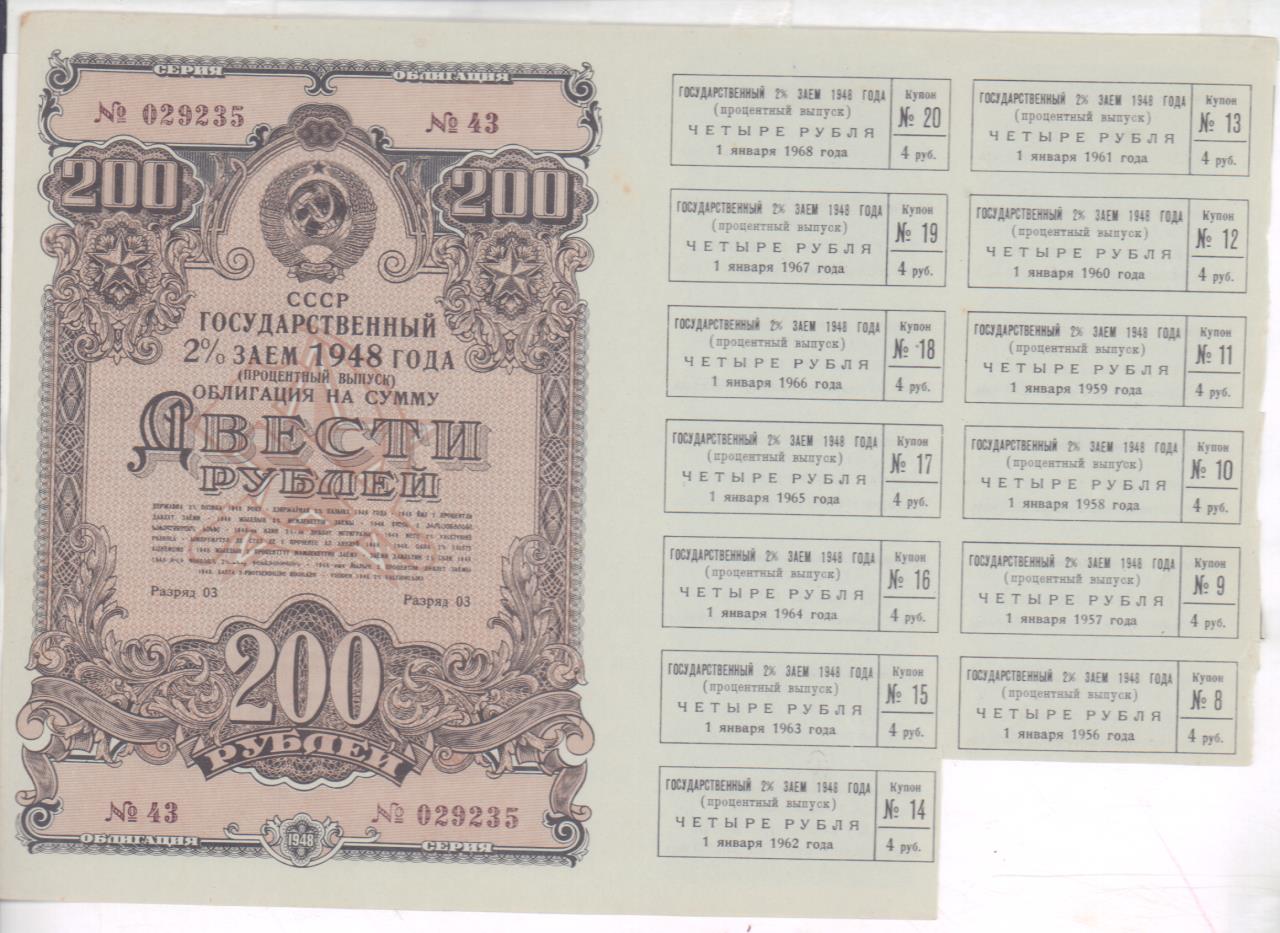 СЕРИЯ
ОБЛИГАЦИЯ
№ 029235
№ 43
200
200
СССР
ГОСУДАРСТВЕННЫЙ
2% ЗАЕМ 1948 ГОДА
(ПРОЦЕНТНЫЙ ВЫПУСК)
ОБЛИГАЦИЯ НА СУММУ
ДВЕСТИ
РУБЛЕЙ
Разряд 03
Разряд 03
200
РУБЛЕЙ
№ 43
№ 029235
ОБЛИГАЦИЯ
1948
СЕРИЯ
ГОСУДАРСТВЕННЫЙ 2% ЗАЕМ 1948 ГОДА
(процентный выпуск)
ЧЕТЫРЕ РУБЛЯ
1 января 1968 года
Купон
№ 20
4 руб.
ГОСУДАРСТВЕННЫЙ 2% ЗАЕМ 1948 ГОДА
(процентный выпуск)
ЧЕТЫРЕ РУБЛЯ
1 января 1967 года
Купон
№ 19
4 руб.
ГОСУДАРСТВЕННЫЙ 2% ЗАЕМ 1948 ГОДА
(процентный выпуск)
ЧЕТЫРЕ РУБЛЯ
1 января 1966 года
Купон
№ 18
4 руб.
ГОСУДАРСТВЕННЫЙ 2% ЗАЕМ 1948 ГОДА
(процентный выпуск)
ЧЕТЫРЕ РУБЛЯ
1 января 1965 года
Купон
№ 17
4 руб.
ГОСУДАРСТВЕННЫЙ 2% ЗАЕМ 1948 ГОДА
(процентный выпуск)
ЧЕТЫРЕ РУБЛЯ
1 января 1964 года
Купон
№ 16
4 руб.
ГОСУДАРСТВЕННЫЙ 2% ЗАЕМ 1948 ГОДА
(процентный выпуск)
ЧЕТЫРЕ РУБЛЯ
1 января 1963 года
Купон
№ 15
4 руб.
ГОСУДАРСТВЕННЫЙ 2% ЗАЕМ 1948 ГОДА
(процентный выпуск)
ЧЕТЫРЕ РУБЛЯ
1 января 1962 года
Купон
№ 14
4 руб.
ГОСУДАРСТВЕННЫЙ 2% ЗАЕМ 1948 ГОДА
(процентный выпуск)
ЧЕТЫРЕ РУБЛЯ
1 января 1961 года
Купон
№ 13
4 руб.
ГОСУДАРСТВЕННЫЙ 2% ЗАЕМ 1948 ГОДА
(процентный выпуск)
ЧЕТЫРЕ РУБЛЯ
1 января 1960 года
Купон
№ 12
4 руб.
ГОСУДАРСТВЕННЫЙ 2% ЗАЕМ 1948 ГОДА
(процентный выпуск)
ЧЕТЫРЕ РУБЛЯ
1 января 1959 года
Купон
№ 11
4 руб.
ГОСУДАРСТВЕННЫЙ 2% ЗАЕМ 1948 ГОДА
(процентный выпуск)
ЧЕТЫРЕ РУБЛЯ
1 января 1958 года
Купон
№ 10
4 руб.
ГОСУДАРСТВЕННЫЙ 2% ЗАЕМ 1948 ГОДА
(процентный выпуск)
ЧЕТЫРЕ РУБЛЯ
1 января 1957 года
Купон
№ 9
4 руб.
ГОСУДАРСТВЕННЫЙ 2% ЗАЕМ 1948 ГОДА
(процентный выпуск)
ЧЕТЫРЕ РУБЛЯ
1 января 1956 года
Купон
№ 8
4 руб.